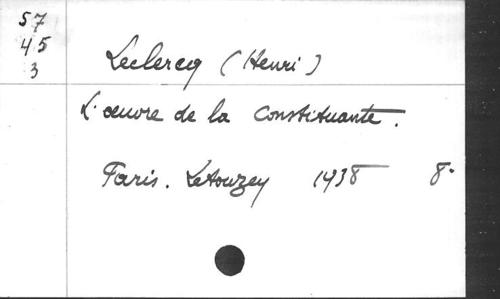 57
45
3
Leclercq (Henri)
L'œuvre de la Constituante.
Paris. Letouzey 1938 8°